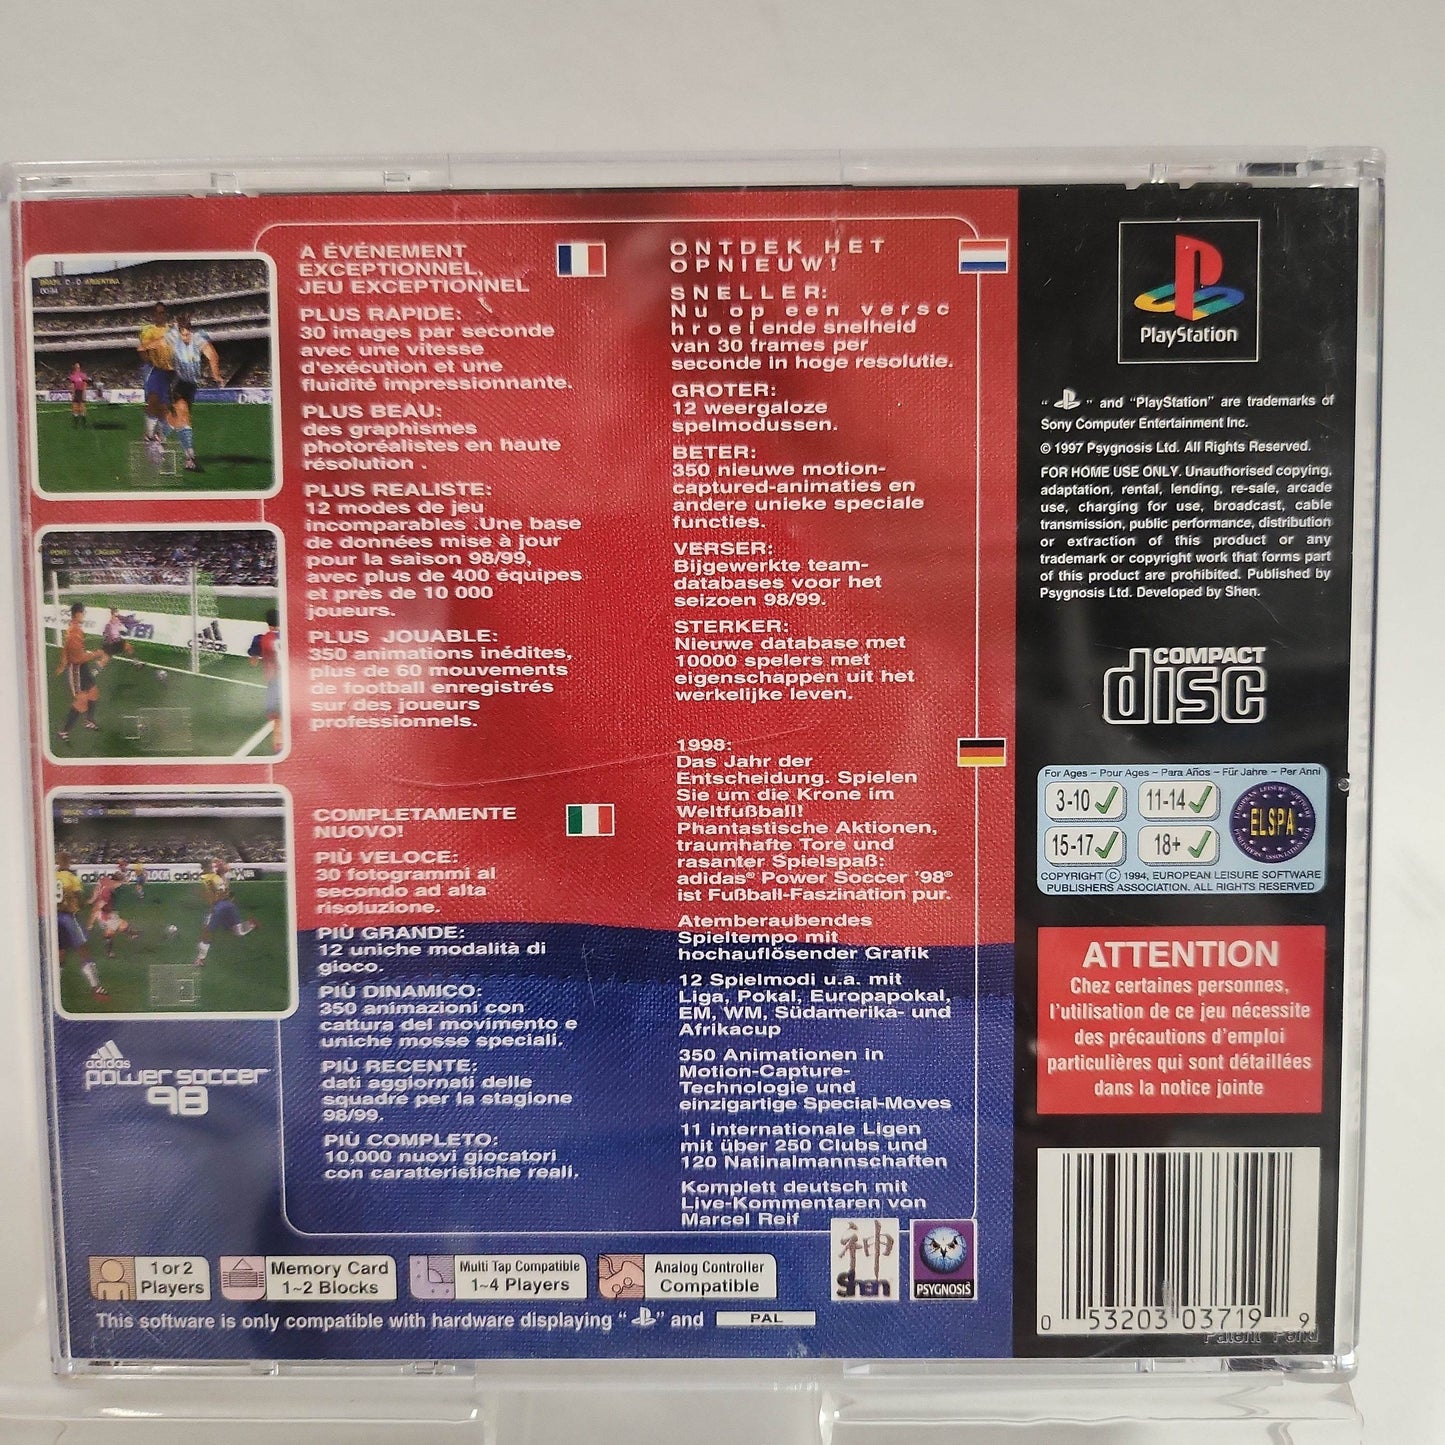 A ÉVÉNEMENT
EXCEPTIONNEL,
JEU EXCEPTIONNEL
PLUS RAPIDE:
30 images par seconde
avec une vitesse
d'exécution et une
fluidité impressionnante.
PLUS BEAU:
des graphismes
photoréalistes en haute
résolution .
PLUS REALISTE:
12 modes de jeu
incomparables .Une base
de données mise à jour
pour la saison 98/99,
avec plus de 400 équipes
et près de 10 000
joueurs.
PLUS JOUABLE:
350 animations inédites,
plus de 60 mouvements
de football enregistrés
sur des joueurs
professionnels.
COMPLETAMENTE
NUOVO!
PIÙ VELOCE:
30 fotogrammi al
secondo ad alta
risoluzione.
PIÙ GRANDE:
12 uniche modalità di
gioco.
PIÙ DINAMICO:
350 animazioni con
cattura del movimento e
uniche mosse speciali.
PIÙ RECENTE:
dati aggiornati delle
squadre per la stagione
98/99.
PIÙ COMPLETO:
10,000 nuovi giocatori
con caratteristiche reali.
ONTDEK HET
OPNIEUW!
SNELLER:
Nu op een versc
hroeiende snelheid
van 30 frames per
seconde in hoge resolutie.
GROTER:
12 weergaloze
spelmodussen.
BETER:
350 nieuwe motion-
captured-animaties en
andere unieke speciale
functies.
VERSER:
Bijgewerkte team-
databases voor het
seizoen 98/99.
STERKER:
Nieuwe database met
10000 spelers met
eigenschappen uit het
werkelijke leven.
1998:
Das Jahr der
Entscheidung. Spielen
Sie um die Krone im
Weltfußball!
Phantastische Aktionen,
traumhafte Tore und
rasanter Spielspaß:
adidas® Power Soccer '98®
ist Fußball-Faszination pur.
Atemberaubendes
Spieltempo mit
hochauflösender Grafik
12 Spielmodi u.a. mit
Liga, Pokal, Europapokal,
EM, WM, Südamerika- und
Afrikacup
350 Animationen in
Motion-Capture-
Technologie und
einzigartige Special-Moves
11 internationale Ligen
mit über 250 Clubs und
120 Natinalmannschaften
Komplett deutsch mit
Live-Kommentaren von
Marcel Reif
adidas
power soccer
98
1 or 2
Players
Memory Card
1~2 Blocks
Multi Tap Compatible
1~4 Players
Analog Controller
Compatible
神
Shen
PSYGNOSIS
This software is only compatible with hardware displaying “ ” and PAL
PlayStation
“ ” and “PlayStation” are trademarks of
Sony Computer Entertainment Inc.
© 1997 Psygnosis Ltd. All Rights Reserved.
FOR HOME USE ONLY. Unauthorised copying,
adaptation, rental, lending, re-sale, arcade
use, charging for use, broadcast, cable
transmission, public performance, distribution
or extraction of this product or any
trademark or copyright work that forms part
of this product are prohibited. Published by
Psygnosis Ltd. Developed by Shen.
COMPACT
disc
For Ages ~ Pour Ages ~ Para Años ~ Für Jahre ~ Per Anni
3-10 11-14
15-17 18+
ELSPA
COPYRIGHT © 1994, EUROPEAN LEISURE SOFTWARE
PUBLISHERS ASSOCIATION. ALL RIGHTS RESERVED
ATTENTION
Chez certaines personnes,
l'utilisation de ce jeu nécessite
des précautions d'emploi
particulières qui sont détaillées
dans la notice jointe
0 53203 03719 9
Patent Pend